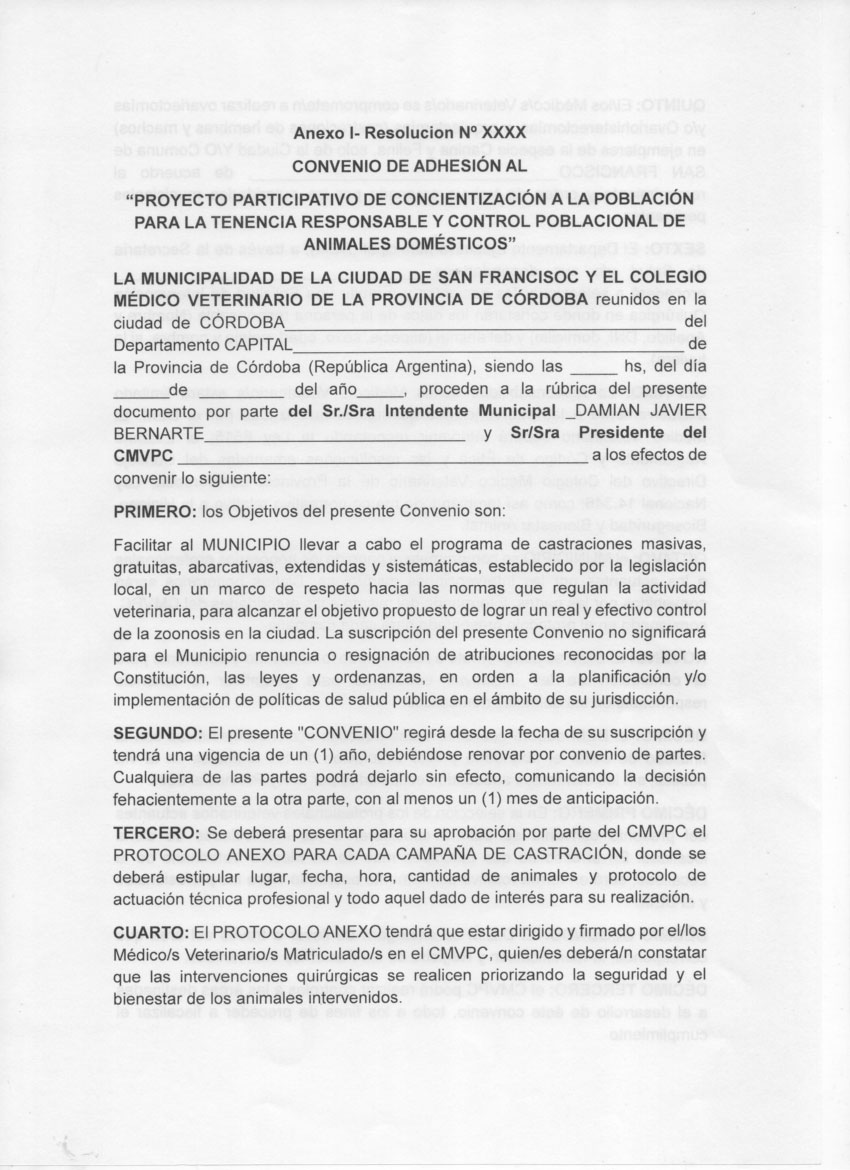 Anexo I- Resolucion Nº XXXX
CONVENIO DE ADHESIÓN AL
“PROYECTO PARTICIPATIVO DE CONCIENTIZACIÓN A LA POBLACIÓN
PARA LA TENENCIA RESPONSABLE Y CONTROL POBLACIONAL DE
ANIMALES DOMÉSTICOS”
LA MUNICIPALIDAD DE LA CIUDAD DE SAN FRANCISOC Y EL COLEGIO
MÉDICO VETERINARIO DE LA PROVINCIA DE CÓRDOBA reunidos en la
ciudad de CÓRDOBA____________________ del
Departamento CAPITAL____________________ de
la Provincia de Córdoba (República Argentina), siendo las _____ hs, del día
______de _________ del año_____, proceden a la rúbrica del presente
documento por parte del Sr./Sra Intendente Municipal _DAMIAN JAVIER
BERNARTE____________________ y Sr/Sra Presidente del
CMVPC ____________________ a los efectos de
convenir lo siguiente:
PRIMERO: los Objetivos del presente Convenio son:
Facilitar al MUNICIPIO llevar a cabo el programa de castraciones masivas,
gratuitas, abarcativas, extendidas y sistemáticas, establecido por la legislación
local, en un marco de respeto hacia las normas que regulan la actividad
veterinaria, para alcanzar el objetivo propuesto de lograr un real y efectivo control
de la zoonosis en la ciudad. La suscripción del presente Convenio no significará
para el Municipio renuncia o resignación de atribuciones reconocidas por la
Constitución, las leyes y ordenanzas, en orden a la planificación y/o
implementación de políticas de salud pública en el ámbito de su jurisdicción.
SEGUNDO: El presente "CONVENIO" regirá desde la fecha de su suscripción y
tendrá una vigencia de un (1) año, debiéndose renovar por convenio de partes.
Cualquiera de las partes podrá dejarlo sin efecto, comunicando la decisión
fehacientemente a la otra parte, con al menos un (1) mes de anticipación.
TERCERO: Se deberá presentar para su aprobación por parte del CMVPC el
PROTOCOLO ANEXO PARA CADA CAMPAÑA DE CASTRACIÓN, donde se
deberá estipular lugar, fecha, hora, cantidad de animales y protocolo de
actuación técnica profesional y todo aquel dado de interés para su realización.
CUARTO: El PROTOCOLO ANEXO tendrá que estar dirigido y firmado por el/los
Médico/s Veterinario/s Matriculado/s en el CMVPC, quien/es deberá/n constatar
que las intervenciones quirúrgicas se realicen priorizando la seguridad y el
bienestar de los animales intervenidos.